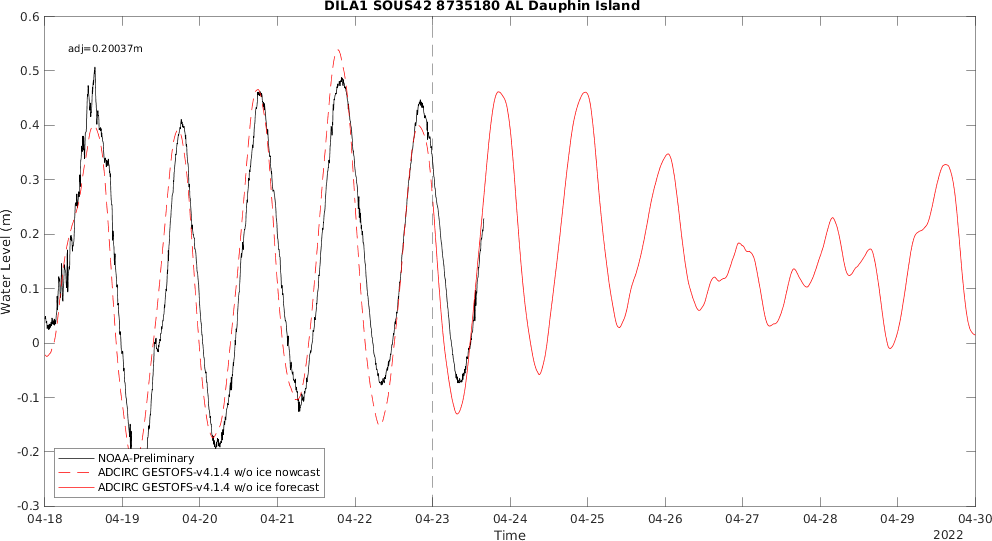 DILA1 SOUS42 8735180 AL Dauphin Island
0.6
adj=0.20037m
0.5
0.4
0.3
0.2
0.1
0
-0.1
-0.2
-0.3
Water Level (m)
NOAA-Preliminary
ADCIRC GESTOFS-v4.1.4 w/o ice nowcast
ADCIRC GESTOFS-v4.1.4 w/o ice forecast
04-18 04-19 04-20 04-21 04-22 04-23 04-24 04-25 04-26 04-27 04-28 04-29 04-30
Time
2022